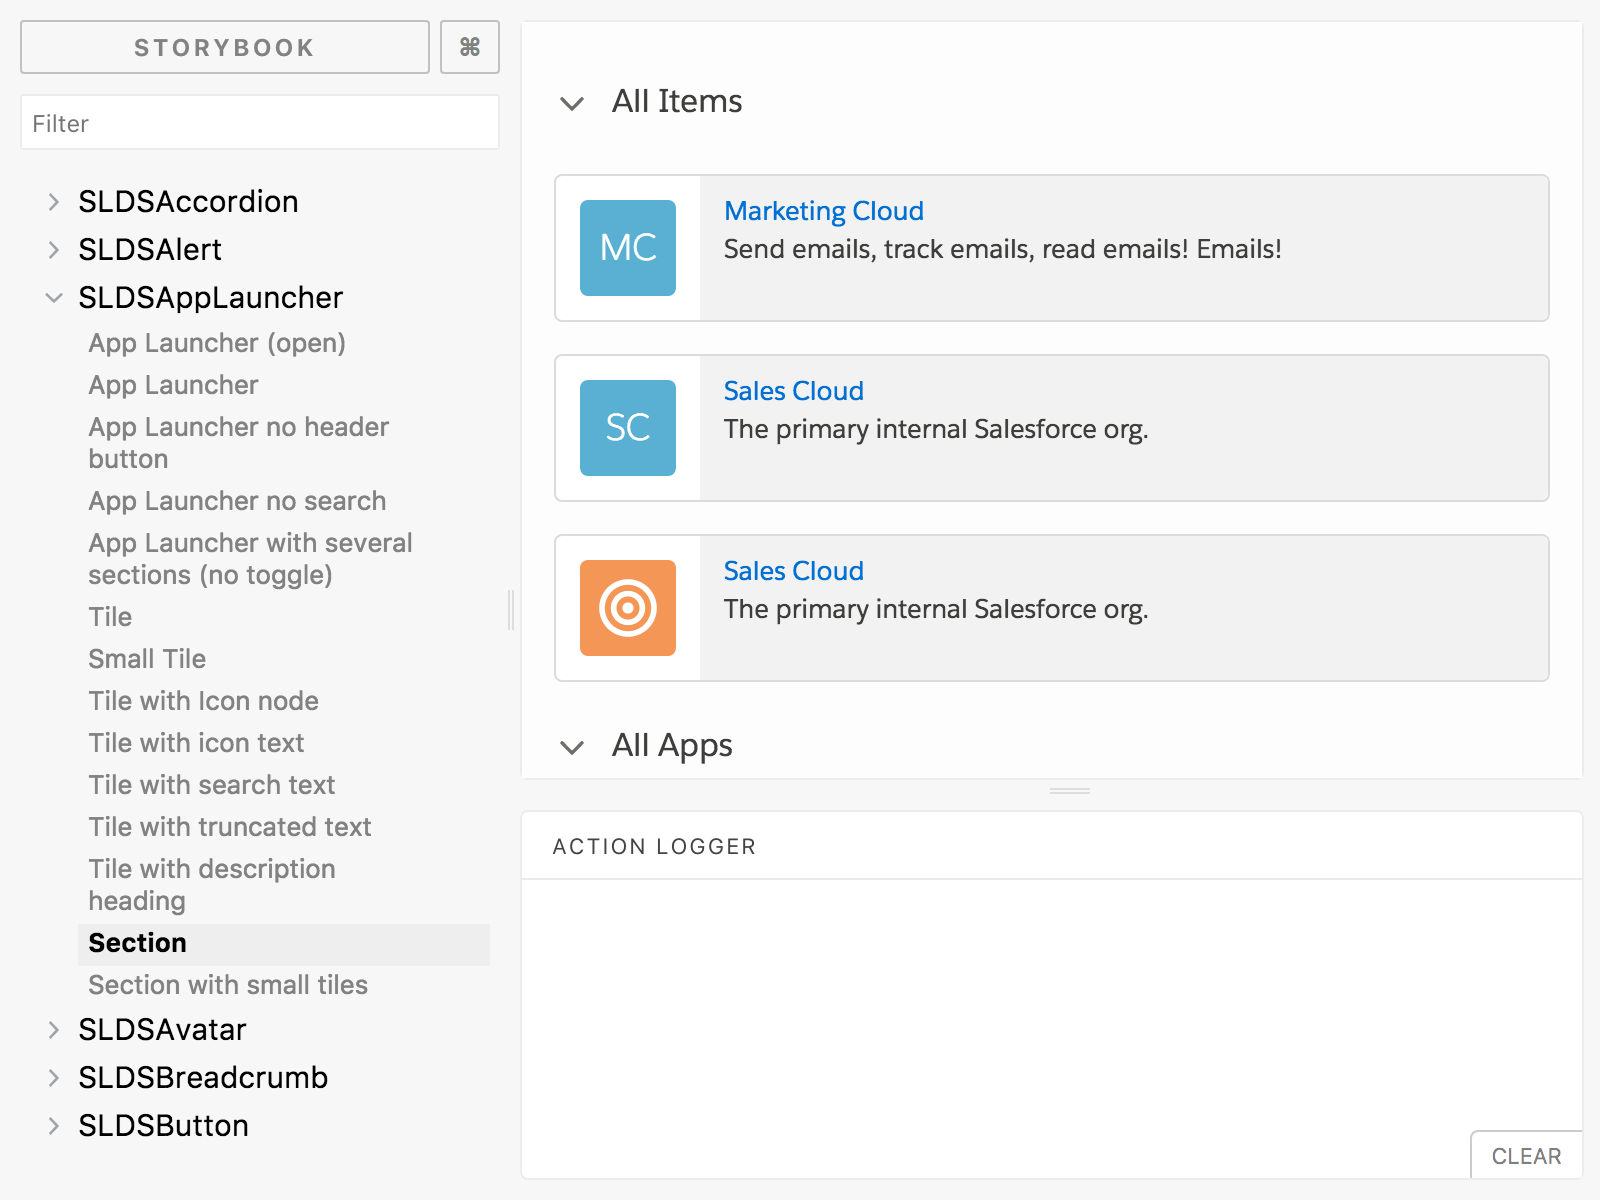 STORYBOOK
⌘
Filter
SLDSAccordion
SLDSAlert
SLDSAppLauncher
App Launcher (open)
App Launcher
App Launcher no header
button
App Launcher no search
App Launcher with several
sections (no toggle)
Tile
Small Tile
Tile with Icon node
Tile with icon text
Tile with search text
Tile with truncated text
Tile with description
heading
Section
Section with small tiles
SLDSAvatar
SLDSBreadcrumb
SLDSButton
All Items
MC
Marketing Cloud
Send emails, track emails, read emails! Emails!
SC
Sales Cloud
The primary internal Salesforce org.
Sales Cloud
The primary internal Salesforce org.
All Apps
ACTION LOGGER
CLEAR